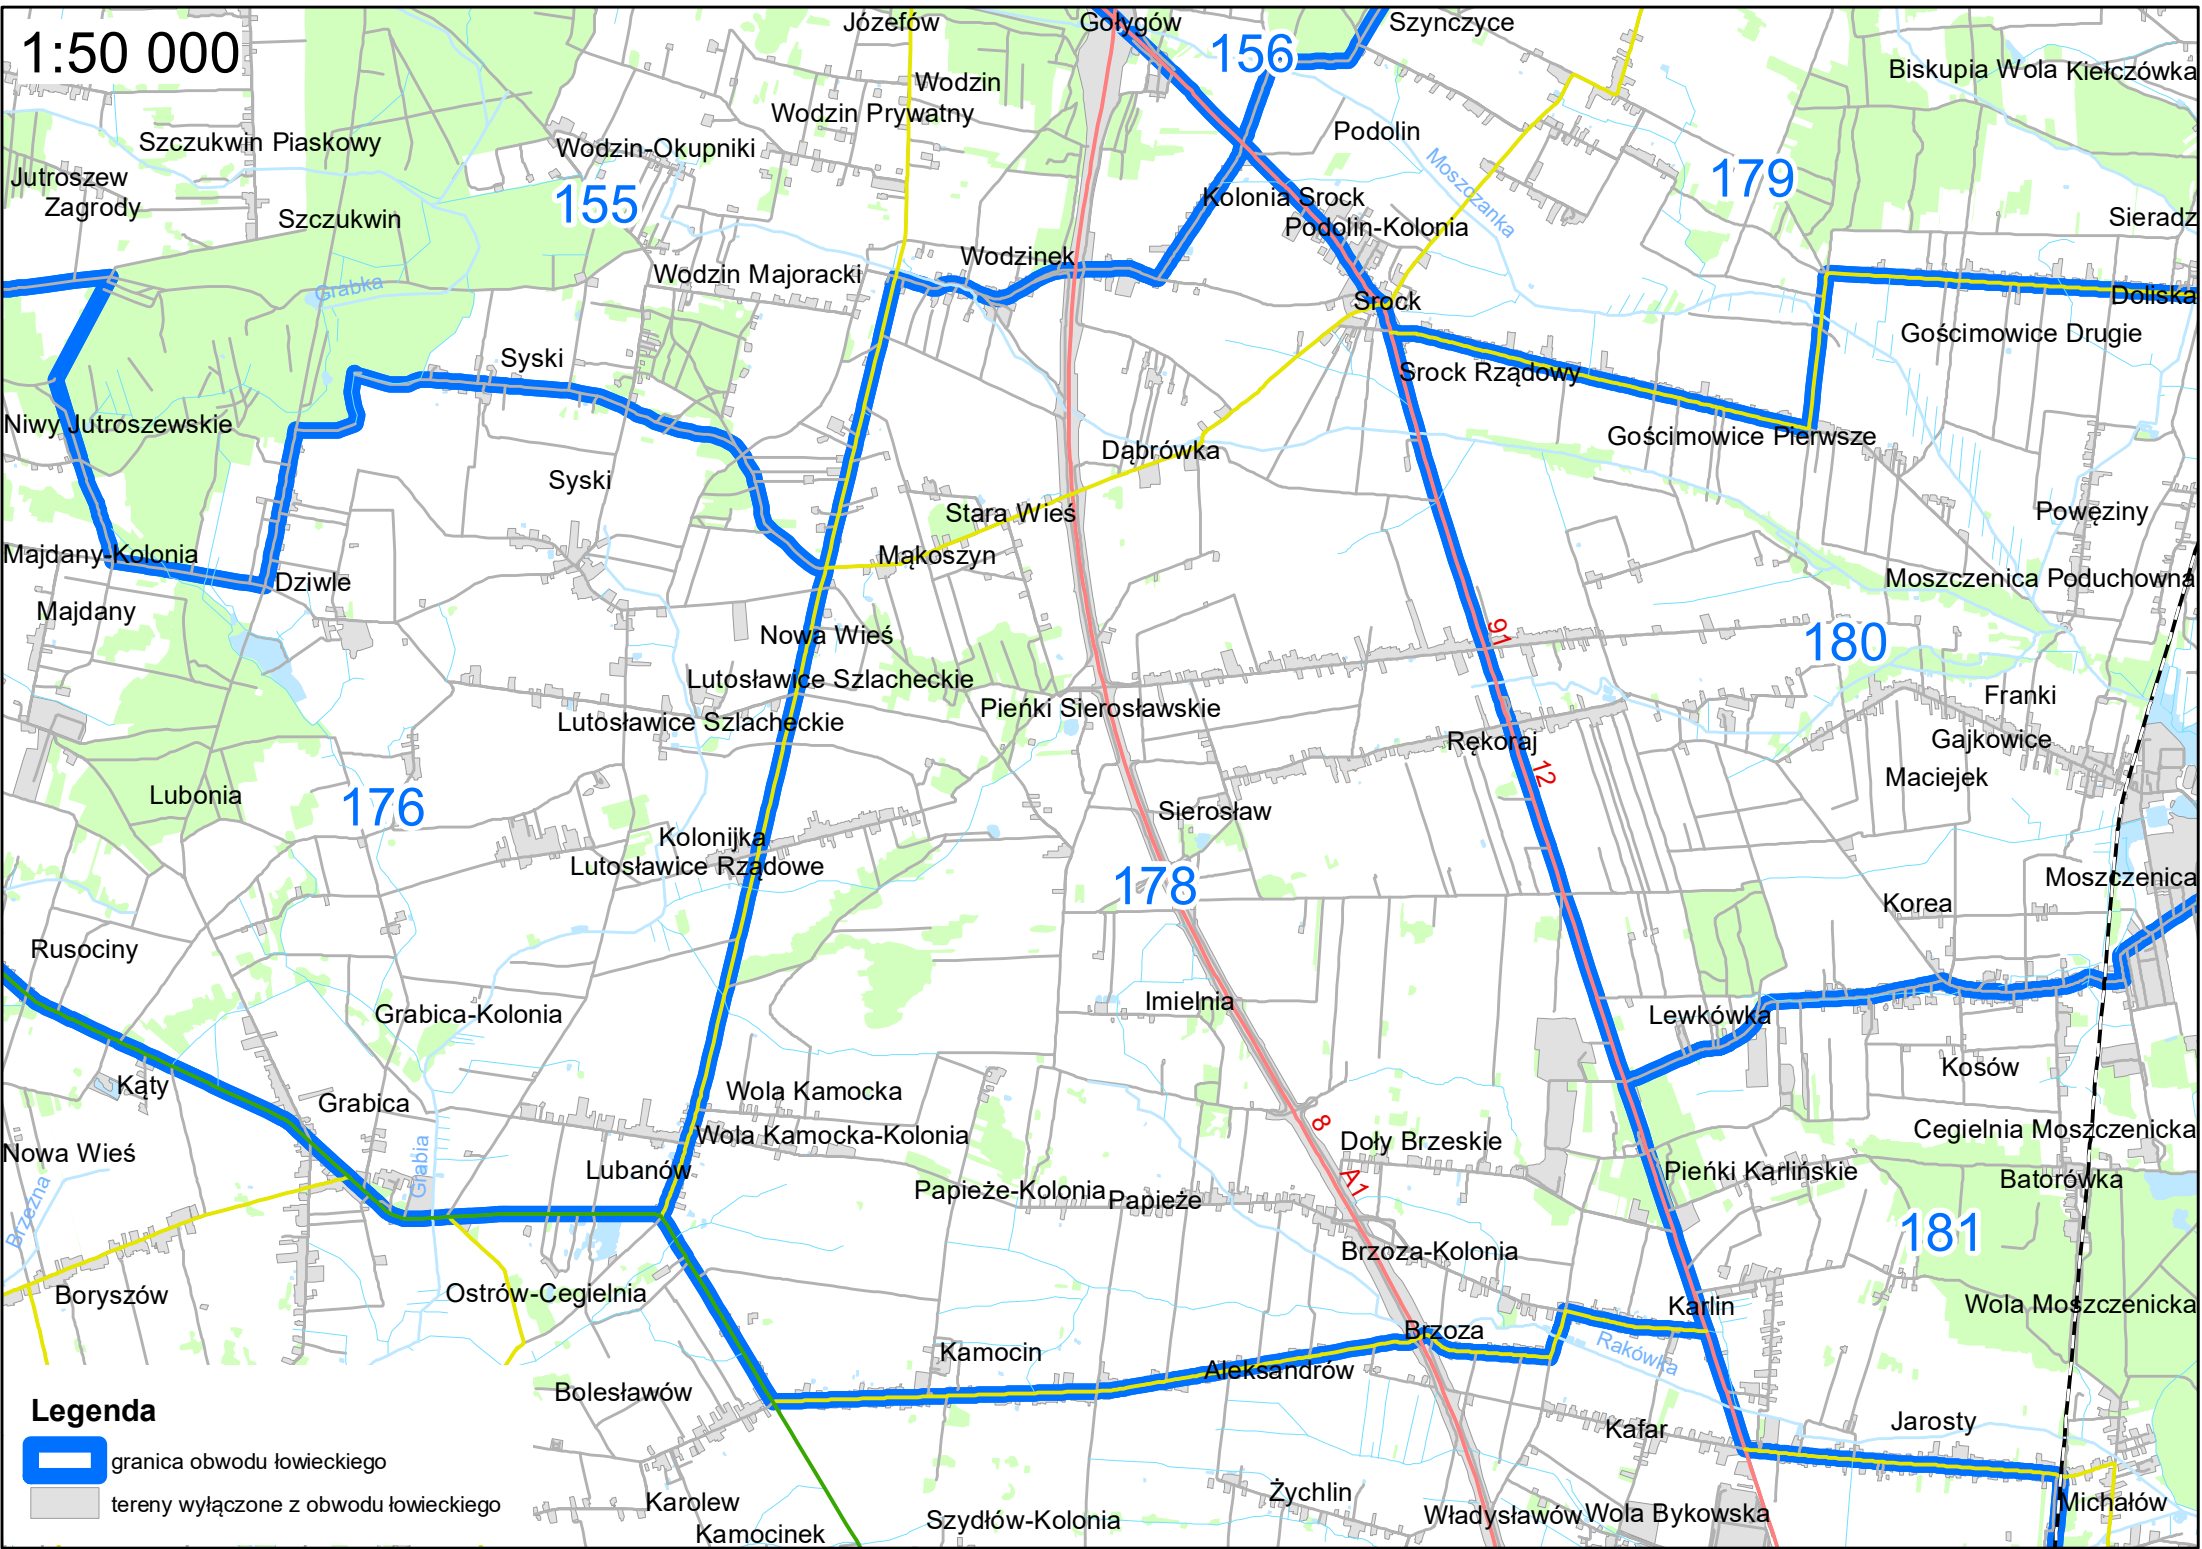 1:50 000
Józefów
Gołygów
Szynczyce
156
Biskupia Wola
Kiełczówka
Wodzin
Wodzin Prywatny
Podolin
Szczukwin Piaskowy
Wodzin-Okupniki
Moszczanka
179
Jutroszew
Zagrody
155
Kolonia Srock
Szczukwin
Podolin-Kolonia
Sieradz
Wodzinek
Wodzin Majoracki
Grabka
Srock
Doliska
Gościmowice Drugie
Syski
Srock Rządowy
Niwy Jutroszewskie
Gościmowice Pierwsze
Dąbrówka
Syski
Stara Wieś
Powęziny
Majdany-Kolonia
Mąkoszyn
Dziwle
Moszczenica Poduchowna
Majdany
Nowa Wieś
91
180
Lutosławice Szlacheckie
Franki
Pieńki Sierosławskie
Lutosławice Szlacheckie
Rękoraj
Gajkowice
12
Maciejek
Lubonia
176
Sierosław
Kolonijka
Lutosławice Rządowe
178
Moszczenica
Korea
Rusociny
Imielnia
Grabica-Kolonia
Lewkówka
Kosów
Kąty
Wola Kamocka
Grabica
8
Wola Kamocka-Kolonia
Doły Brzeskie
Cegielnia Moszczenicka
Nowa Wieś
Grabia
Lubanów
A1
Pieńki Karlińskie
Batorówka
Papieże-Kolonia
Papieże
Brzezna
181
Brzoza-Kolonia
Boryszów
Ostrów-Cegielnia
Karlin
Wola Moszczenicka
Brzoza
Rakówka
Kamocin
Aleksandrów
Bolesławów
Legenda
Kafar
Jarosty
granica obwodu łowieckiego
Żychlin
tereny wyłączone z obwodu łowieckiego
Karolew
Michałów
Szydłów-Kolonia
Władysławów
Wola Bykowska
Kamocinek